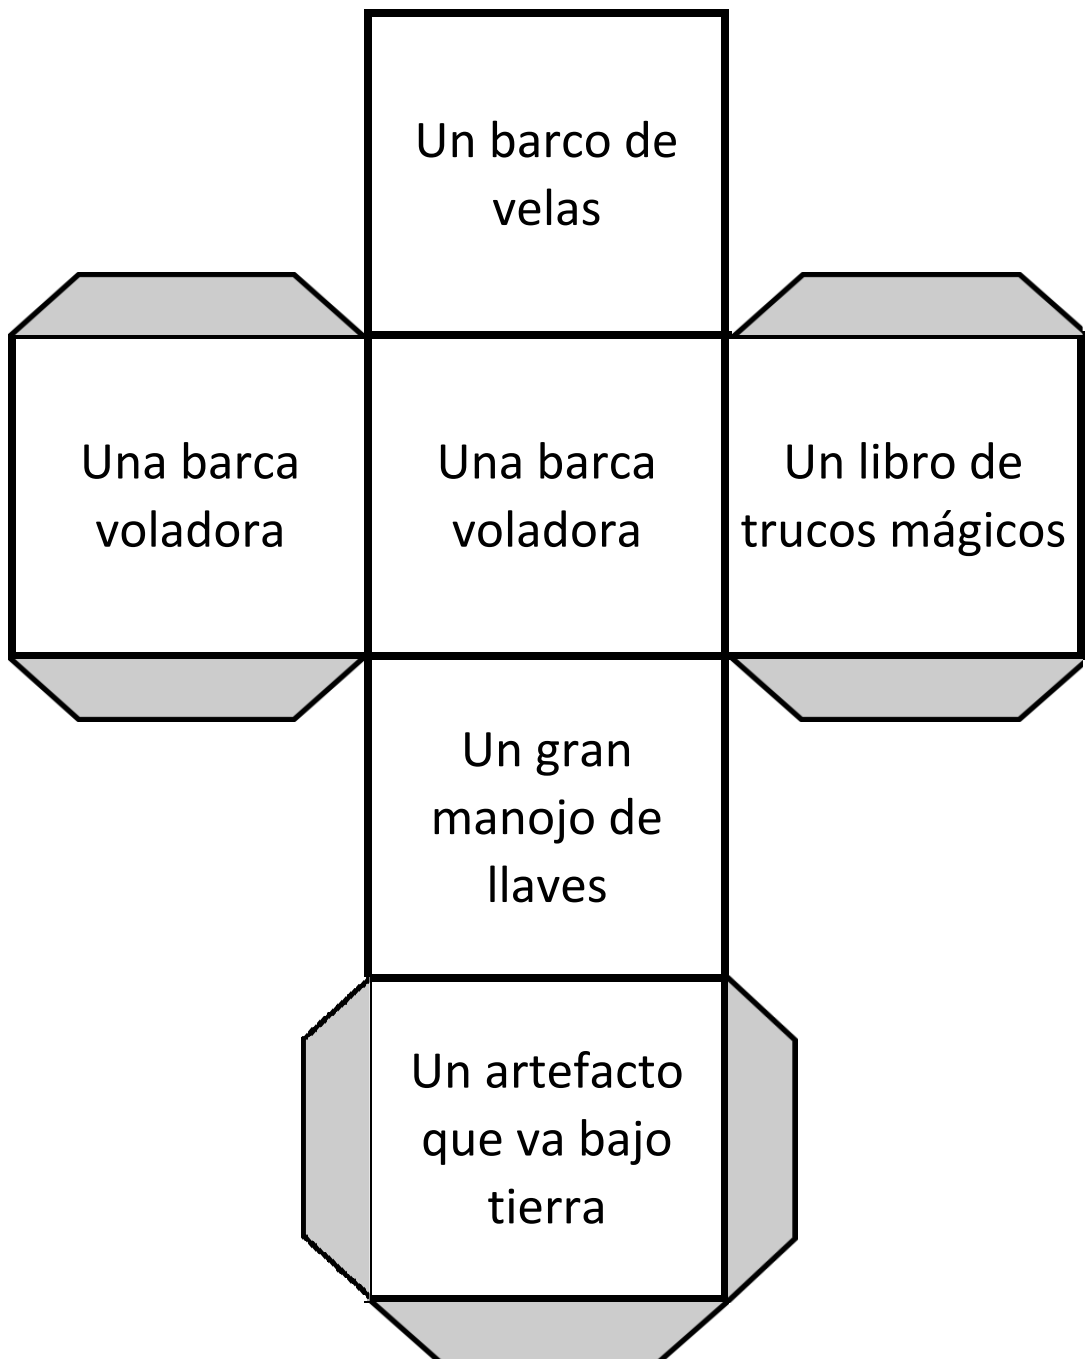 Un barco de
velas
Una barca
voladora
Una barca
voladora
Un libro de
trucos mágicos
Un gran
manojo de
llaves
Un artefacto
que va bajo
tierra